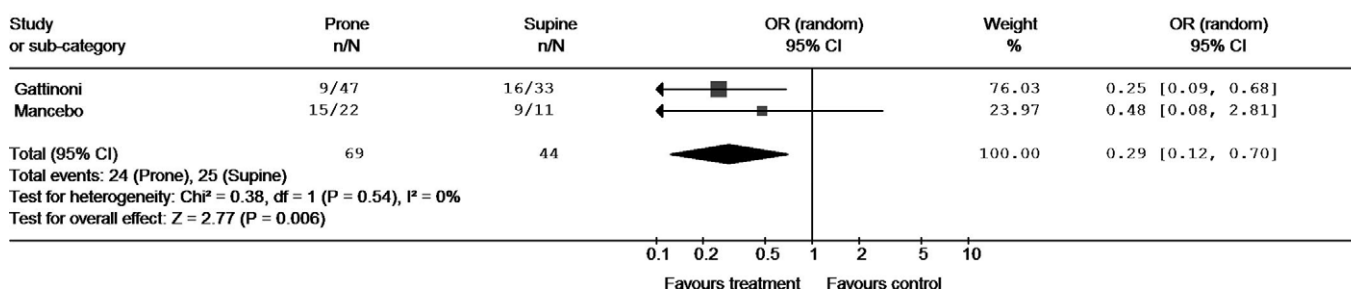 Study Prone Supine OR (random) Weight OR (random)
or sub-category n/N n/N 95% CI % 95% CI
Gattinoni 9/47 16/33 76.03 0.25 [0.09, 0.68]
Mancebo 15/22 9/11 23.97 0.48 [0.08, 2.81]
Total (95% CI) 69 44 100.00 0.29 [0.12, 0.70]
Total events: 24 (Prone), 25 (Supine)
Test for heterogeneity: Chi² = 0.38, df = 1 (P = 0.54), I² = 0%
Test for overall effect: Z = 2.77 (P = 0.006)
0.1 0.2 0.5 1 2 5 10
Favours treatment Favours control